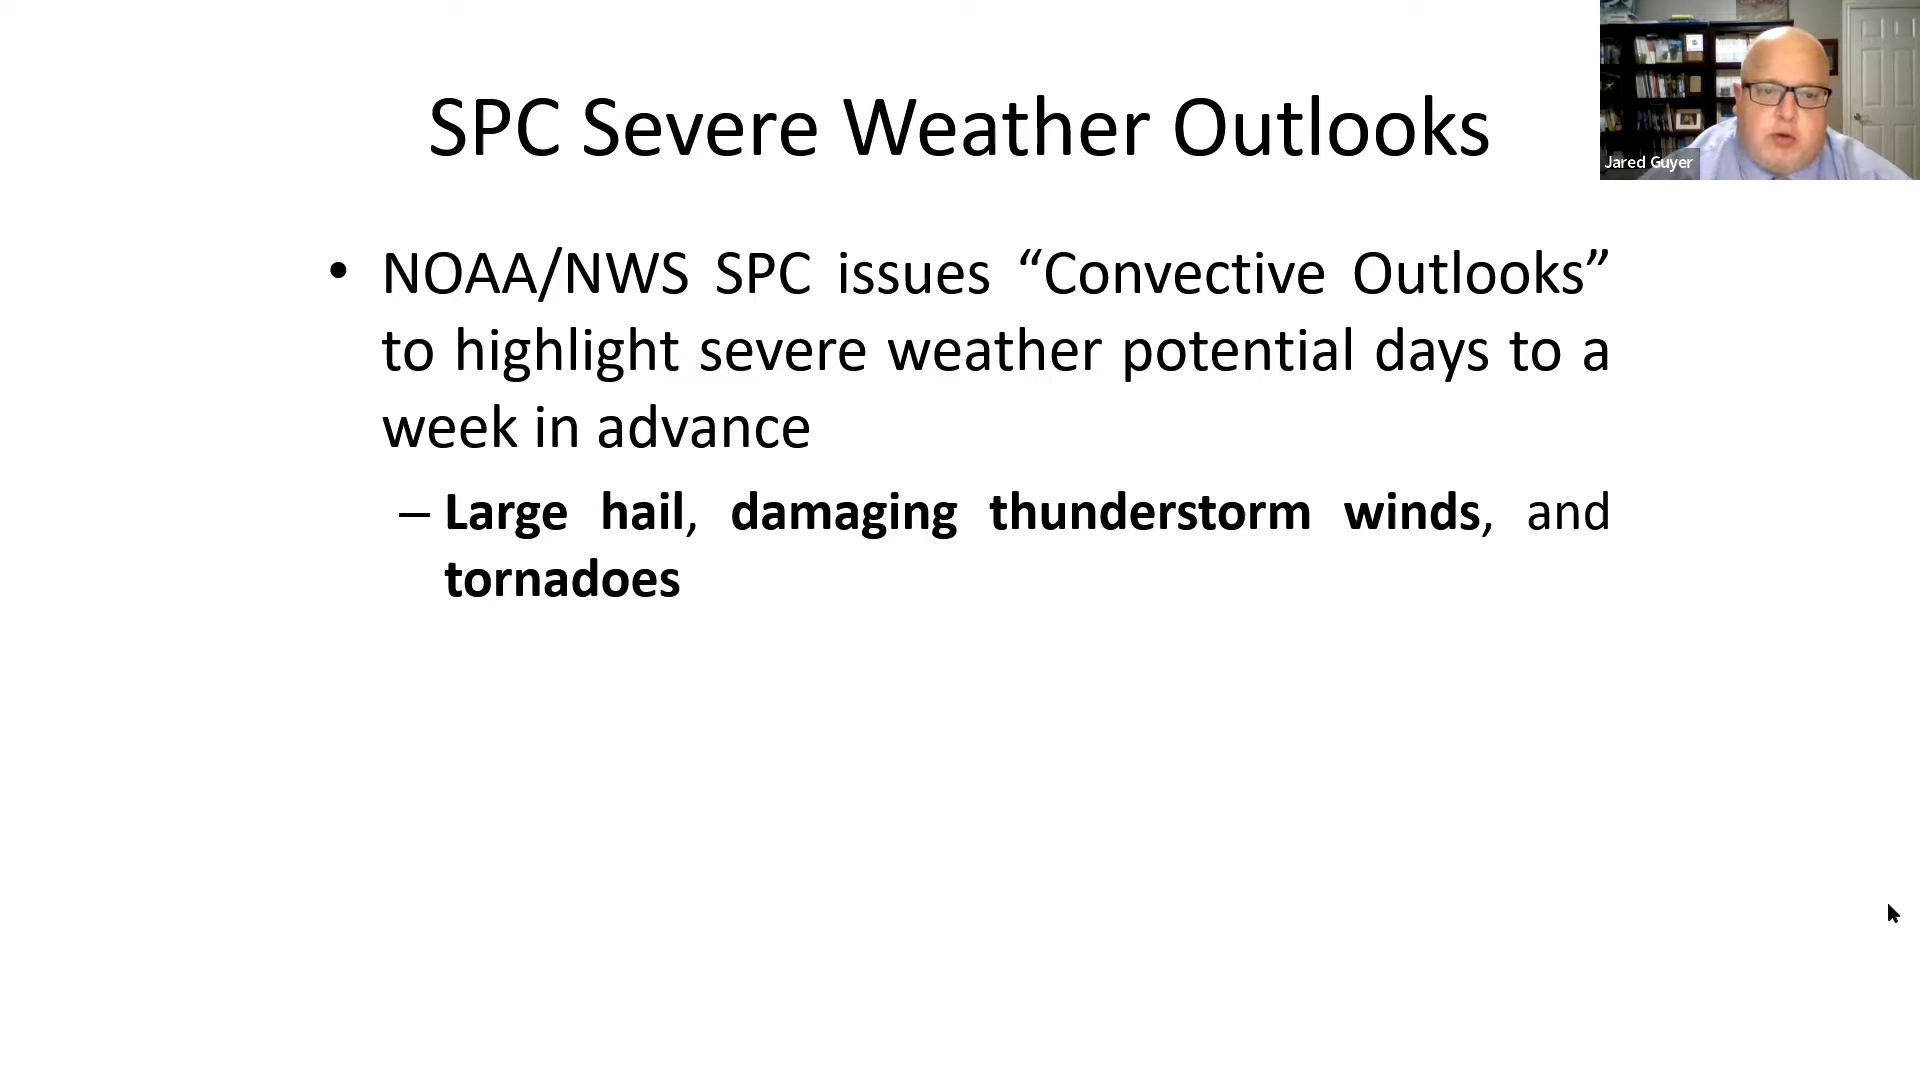 SPC Severe Weather Outlooks
Jared Guyer
• NOAA/NWS SPC issues “Convective Outlooks”
to highlight severe weather potential days to a
week in advance
– Large hail, damaging thunderstorm winds, and
tornadoes